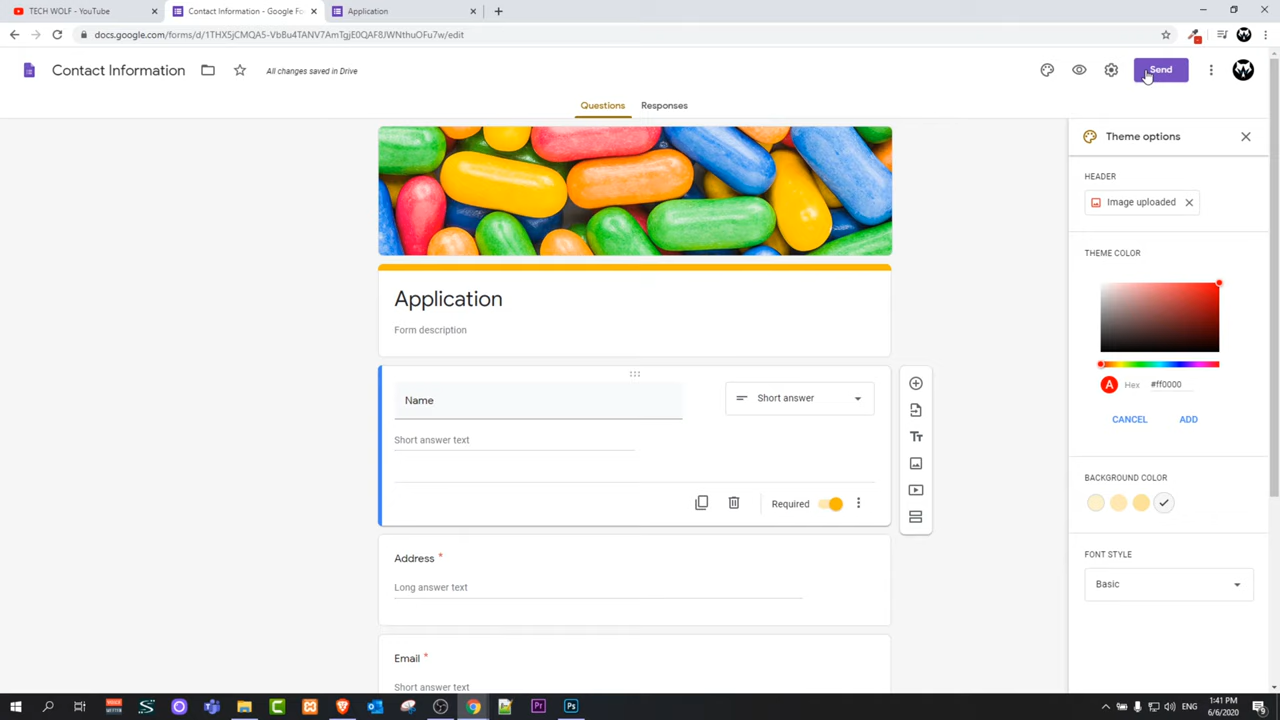 TECH WOLF - YouTube
Contact Information - Google Fo
Application
docs.google.com/forms/d/1THX5jCMQA5-VbBu4TANV7AmTgjE0QAF8JWNthuOFu7w/edit
Contact Information
All changes saved in Drive
Send
Questions
Responses
Theme options
HEADER
Image uploaded
THEME COLOR
A
Hex
#ff0000
CANCEL
ADD
BACKGROUND COLOR
FONT STYLE
Basic
Application
Form description
Name
Short answer
Short answer text
Required
Address *
Long answer text
Email *
Short answer text
ENG
1:41 PM
6/6/2020